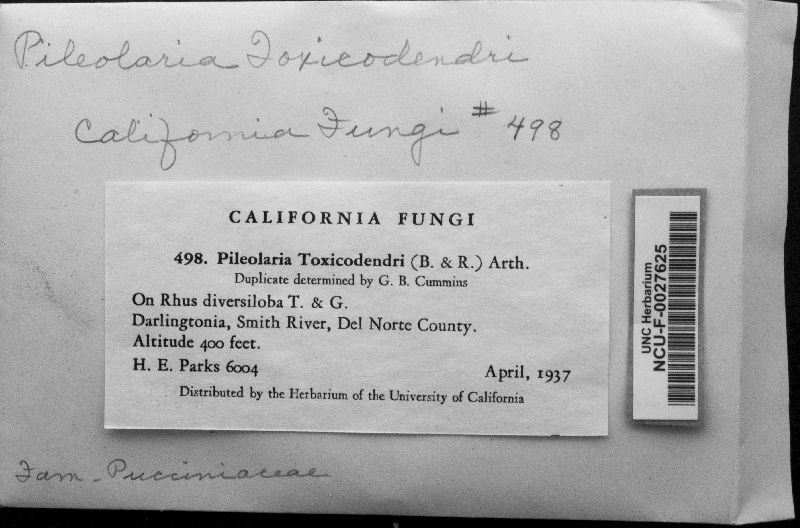 Pileolaria Toxicodendri
California Fungi # 498
CALIFORNIA FUNGI
498. Pileolaria Toxicodendri (B. & R.) Arth.
Duplicate determined by G. B. Cummins
On Rhus diversiloba T. & G.
Darlingtonia, Smith River, Del Norte County.
Altitude 400 feet.
H. E. Parks 6004 April, 1937
Distributed by the Herbarium of the University of California
UNC Herbarium
NCU-F-0027625
Fam. Pucciniaceae